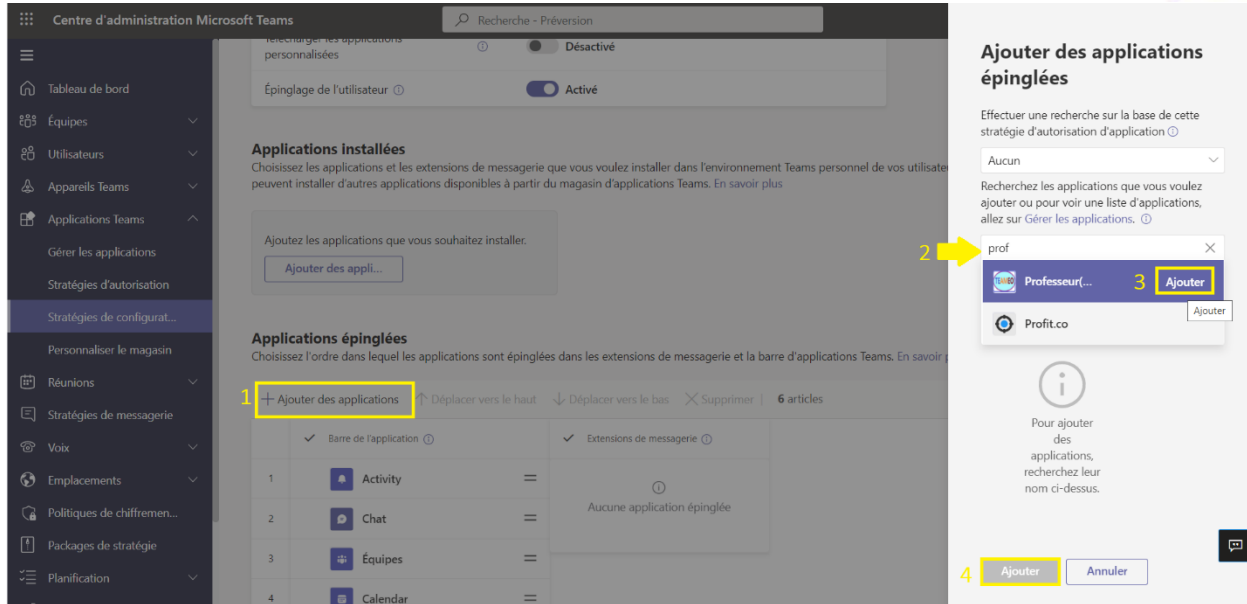 Centre d'administration Microsoft Teams
Recherche - Préversion
Tableau de bord
Équipes
Utilisateurs
Appareils Teams
Applications Teams
Gérer les applications
Stratégies d'autorisation
Stratégies de configurat...
Personnaliser le magasin
Réunions
Stratégies de messagerie
Voix
Emplacements
Politiques de chiffremen...
Packages de stratégie
Planification
Télécharger les applications
personnalisées
Désactivé
Épinglage de l'utilisateur
Activé
Applications installées
Choisissez les applications et les extensions de messagerie que vous voulez installer dans l'environnement Teams personnel de vos utilisate
peuvent installer d'autres applications disponibles à partir du magasin d'applications Teams. En savoir plus
Ajoutez les applications que vous souhaitez installer.
Ajouter des appli...
Applications épinglées
Choisissez l'ordre dans lequel les applications sont épinglées dans les extensions de messagerie et la barre d'applications Teams. En savoir p
1 + Ajouter des applications ↑ Déplacer vers le haut ↓ Déplacer vers le bas × Supprimer | 6 articles
Barre de l'application
Extensions de messagerie
1 Activity
2 Chat
3 Équipes
4 Calendar
Aucune application épinglée
Ajouter des applications
épinglées
Effectuer une recherche sur la base de cette
stratégie d'autorisation d'application
Aucun
Recherchez les applications que vous voulez
ajouter ou pour voir une liste d'applications,
allez sur Gérer les applications.
2 prof
Professeur(... 3 Ajouter
Ajouter
Profit.co
Pour ajouter
des
applications,
recherchez leur
nom ci-dessus.
4 Ajouter Annuler